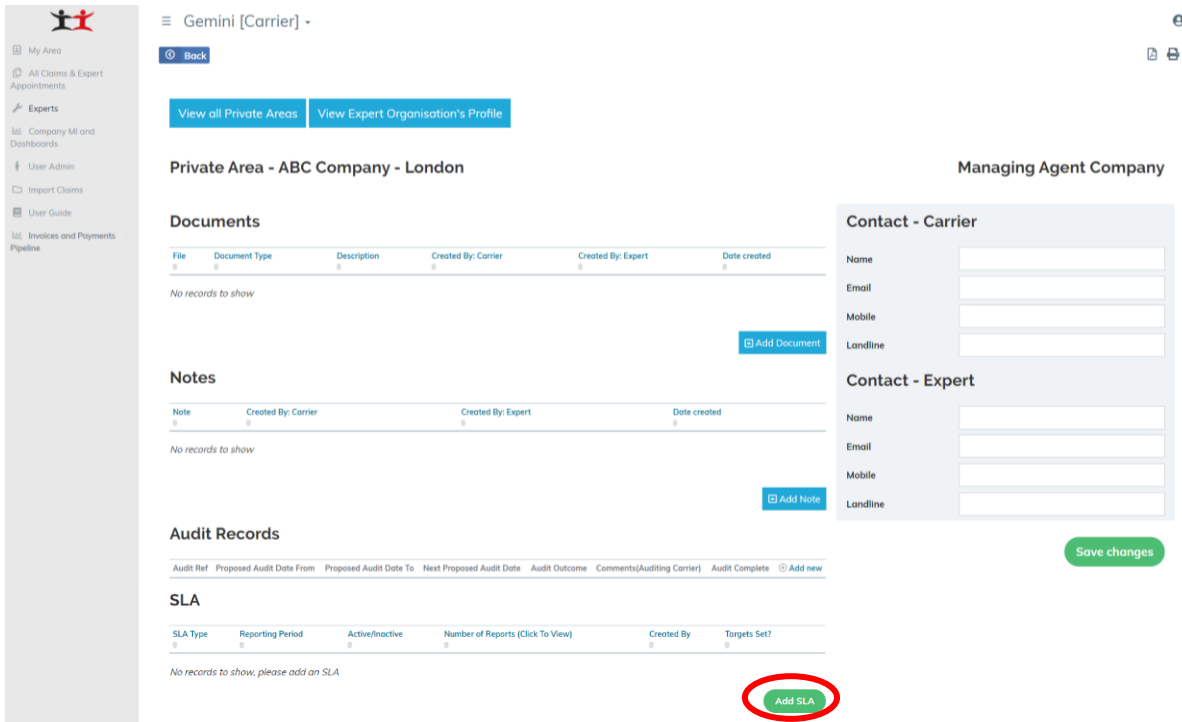 Gemini [Carrier]
Back
My Area
All Claims & Expert
Appointments
Experts
Company MI and
Dashboards
User Admin
Import Claims
User Guide
Invoices and Payments
Pipeline
View all Private Areas
View Expert Organisation's Profile
Private Area - ABC Company - London
Managing Agent Company
Documents
File Document Type Description Created By: Carrier Created By: Expert Date created
No records to show
Add Document
Notes
Note Created By: Carrier Created By: Expert Date created
No records to show
Add Note
Audit Records
Audit Ref Proposed Audit Date From Proposed Audit Date To Next Proposed Audit Date Audit Outcome Comments(Auditing Carrier) Audit Complete Add new
SLA
SLA Type Reporting Period Active/Inactive Number of Reports (Click To View) Created By Targets Set?
No records to show, please add an SLA
Add SLA
Contact - Carrier
Name
Email
Mobile
Landline
Contact - Expert
Name
Email
Mobile
Landline
Save changes